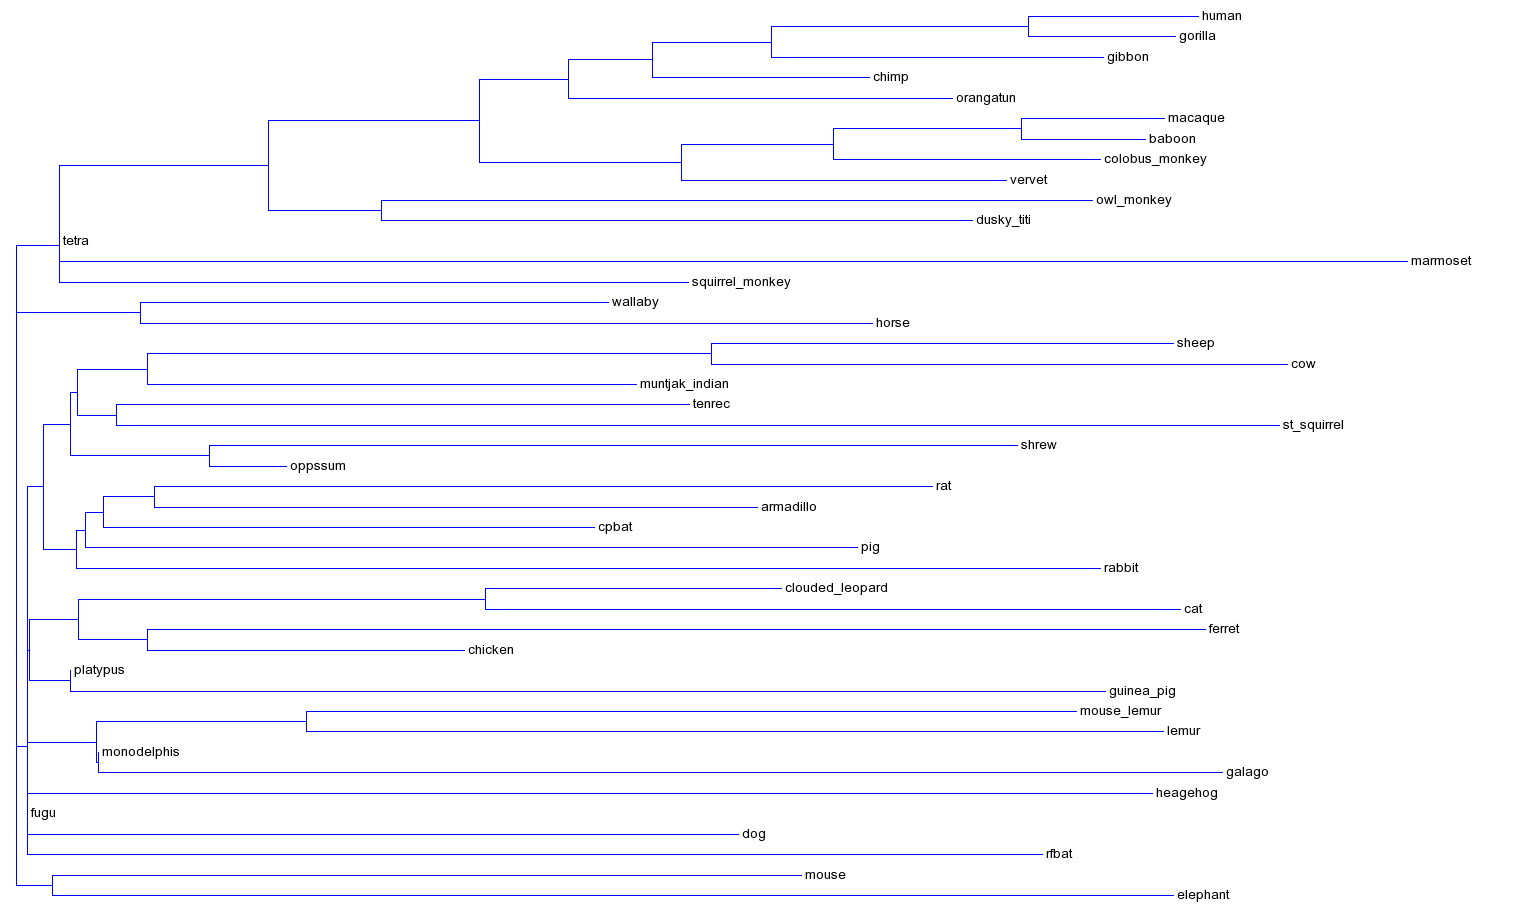 human
gorilla
gibbon
chimp
orangatun
macaque
baboon
colobus_monkey
vervet
owl_monkey
dusky_titi
tetra
marmoset
squirrel_monkey
wallaby
horse
sheep
cow
muntjak_indian
tenrec
st_squirrel
shrew
oppssum
rat
armadillo
cpbat
pig
rabbit
clouded_leopard
cat
ferret
chicken
platypus
guinea_pig
mouse_lemur
lemur
monodelphis
galago
heagehog
fugu
dog
rfbat
mouse
elephant